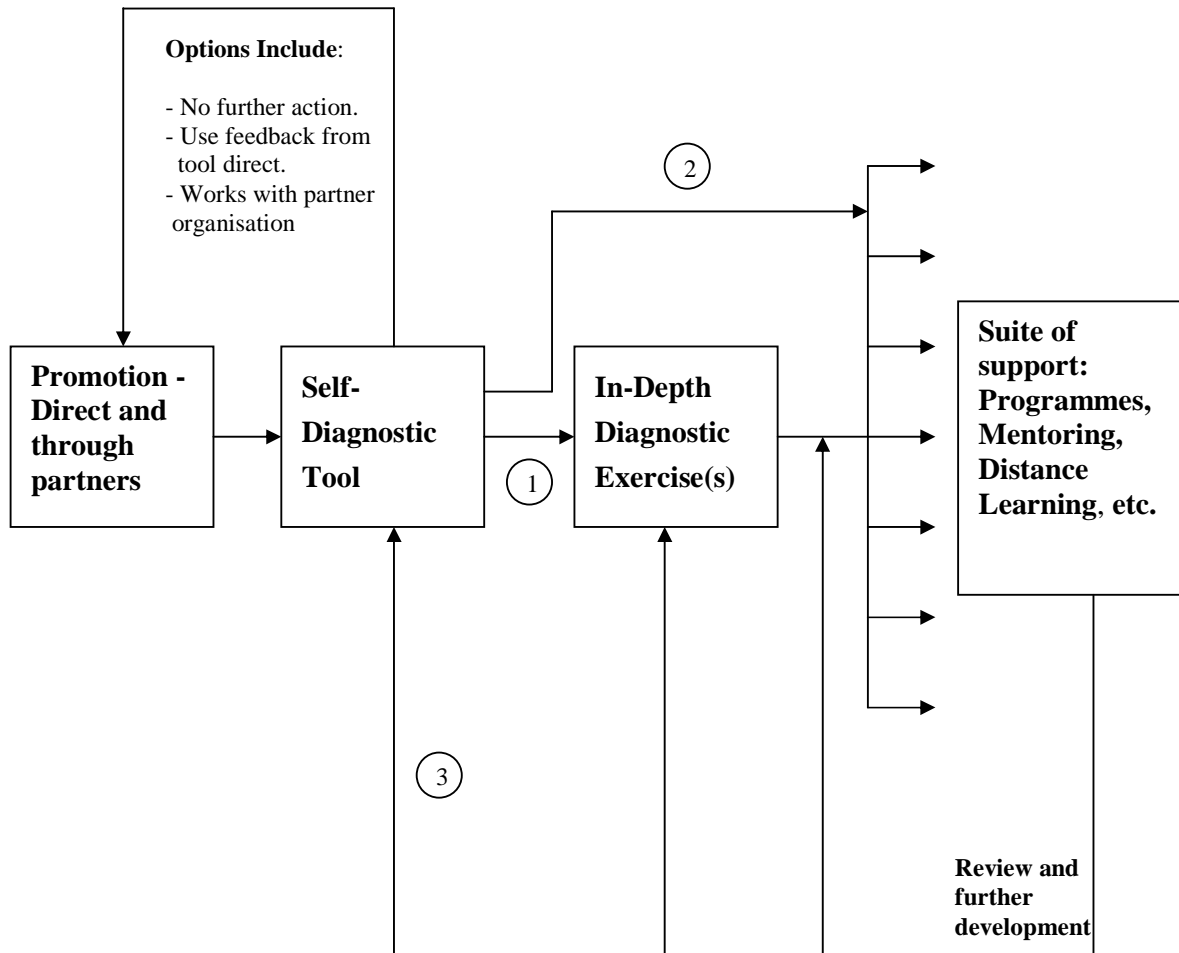 Options Include:
- No further action.
- Use feedback from
tool direct.
- Works with partner
organisation
2
Promotion -
Direct and
through
partners
Self-
Diagnostic
Tool
In-Depth
Diagnostic
Exercise(s)
Suite of
support:
Programmes,
Mentoring,
Distance
Learning, etc.
1
3
Review and
further
development